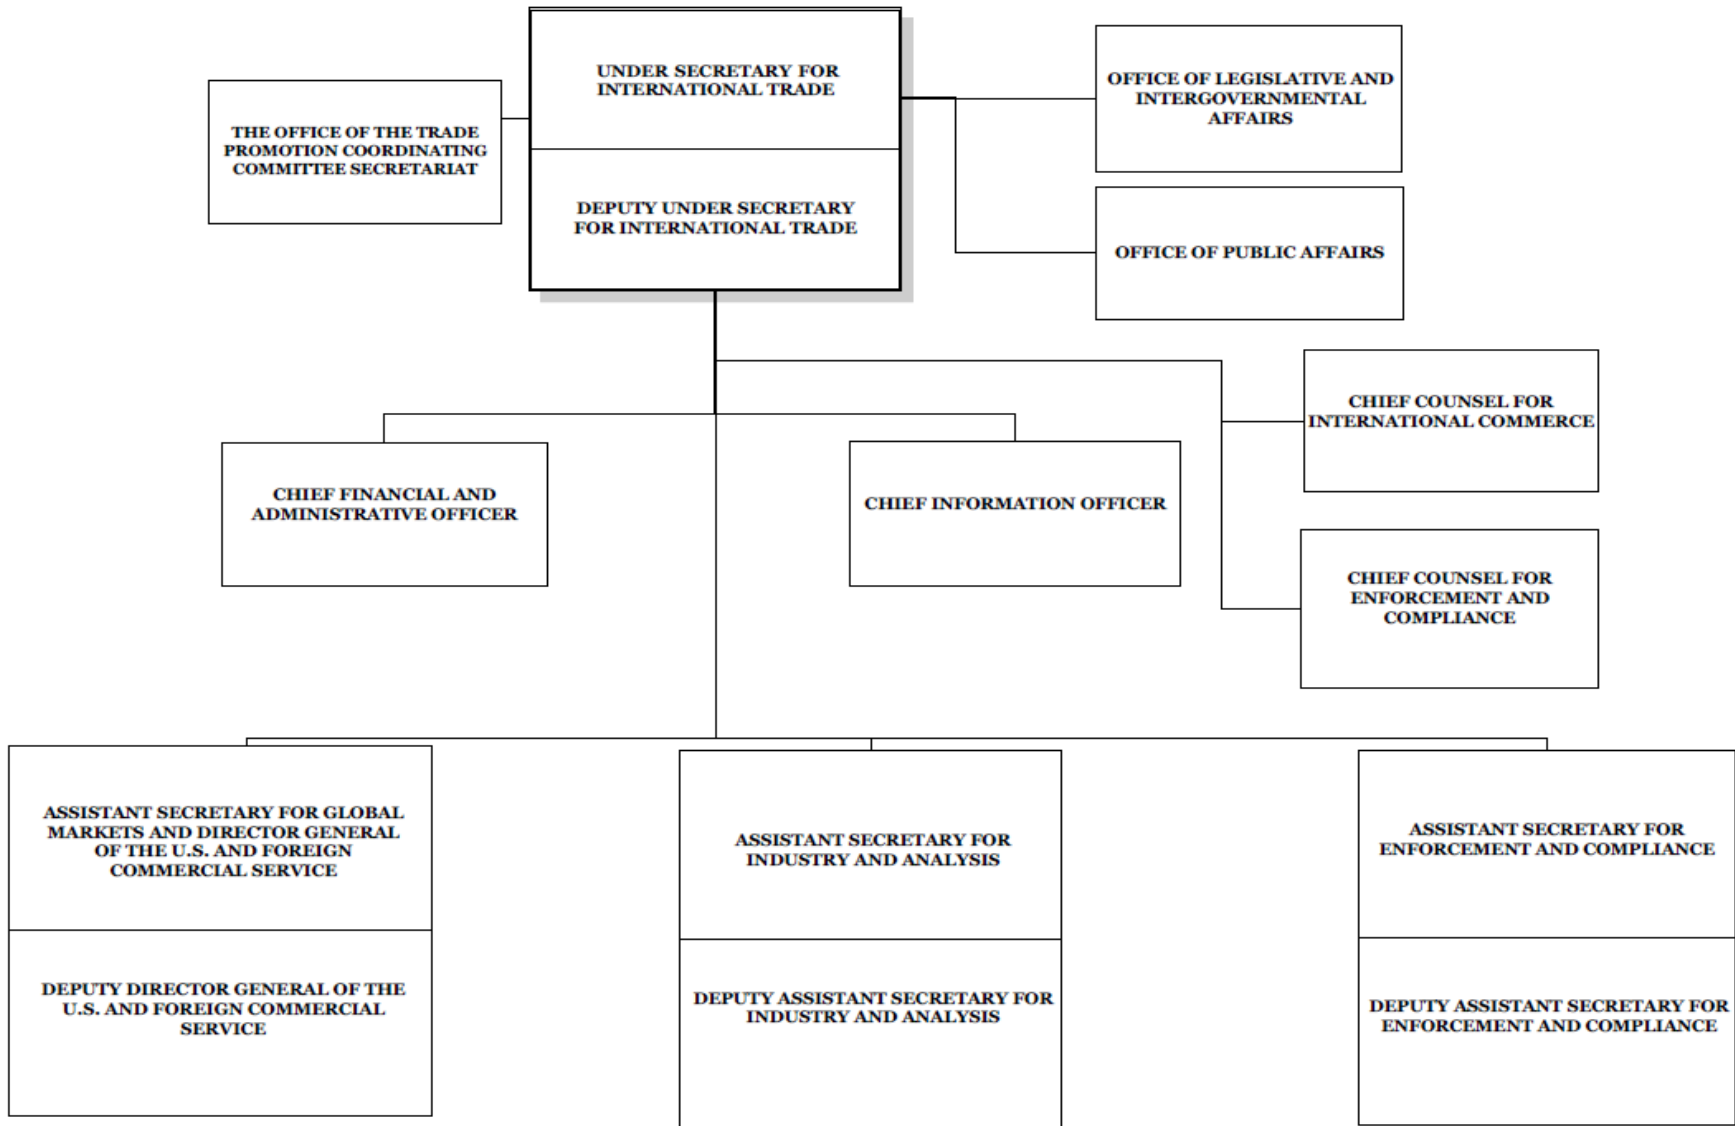 UNDER SECRETARY FOR
INTERNATIONAL TRADE
DEPUTY UNDER SECRETARY
FOR INTERNATIONAL TRADE
THE OFFICE OF THE TRADE
PROMOTION COORDINATING
COMMITTEE SECRETARIAT
OFFICE OF LEGISLATIVE AND
INTERGOVERNMENTAL
AFFAIRS
OFFICE OF PUBLIC AFFAIRS
CHIEF COUNSEL FOR
INTERNATIONAL COMMERCE
CHIEF FINANCIAL AND
ADMINISTRATIVE OFFICER
CHIEF INFORMATION OFFICER
CHIEF COUNSEL FOR
ENFORCEMENT AND
COMPLIANCE
ASSISTANT SECRETARY FOR GLOBAL
MARKETS AND DIRECTOR GENERAL
OF THE U.S. AND FOREIGN
COMMERCIAL SERVICE
DEPUTY DIRECTOR GENERAL OF THE
U.S. AND FOREIGN COMMERCIAL
SERVICE
ASSISTANT SECRETARY FOR
INDUSTRY AND ANALYSIS
DEPUTY ASSISTANT SECRETARY FOR
INDUSTRY AND ANALYSIS
ASSISTANT SECRETARY FOR
ENFORCEMENT AND COMPLIANCE
DEPUTY ASSISTANT SECRETARY FOR
ENFORCEMENT AND COMPLIANCE